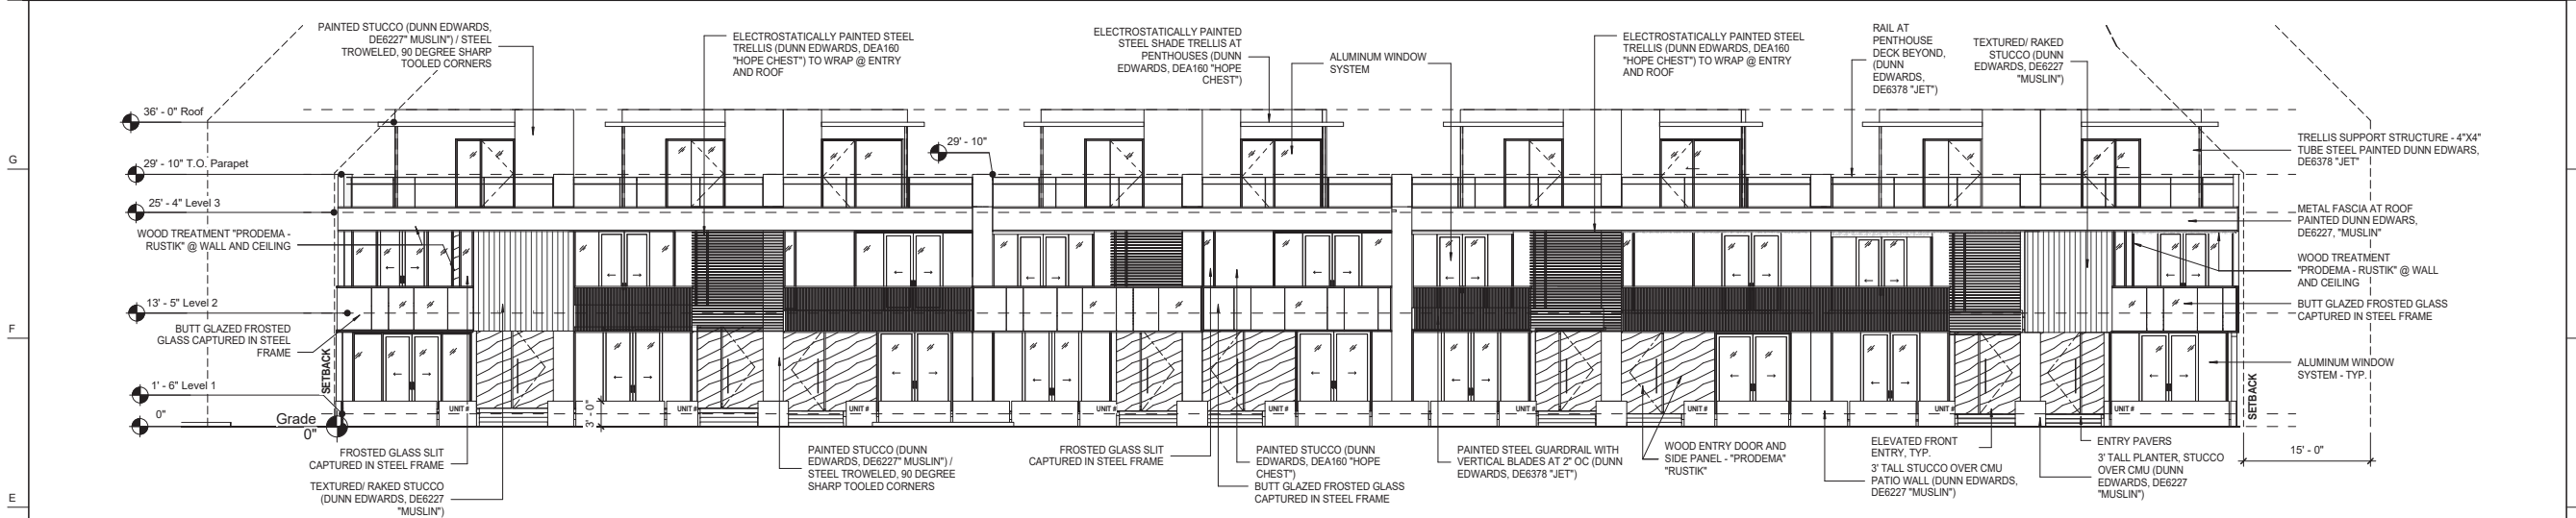 PAINTED STUCCO (DUNN EDWARDS,
DE6227" MUSLIN") / STEEL
TROWELED, 90 DEGREE SHARP
TOOLED CORNERS
ELECTROSTATICALLY PAINTED STEEL
TRELLIS (DUNN EDWARDS, DEA160
"HOPE CHEST") TO WRAP @ ENTRY
AND ROOF
ELECTROSTATICALLY PAINTED
STEEL SHADE TRELLIS AT
PENTHOUSES (DUNN
EDWARDS, DEA160 "HOPE
CHEST")
ALUMINUM WINDOW
SYSTEM
ELECTROSTATICALLY PAINTED STEEL
TRELLIS (DUNN EDWARDS, DEA160
"HOPE CHEST") TO WRAP @ ENTRY
AND ROOF
RAIL AT
PENTHOUSE
DECK BEYOND,
(DUNN
EDWARDS,
DE6378 "JET")
TEXTURED/ RAKED
STUCCO (DUNN
EDWARDS, DE6227
"MUSLIN")
36' - 0" Roof
29' - 10"
G
29' - 10" T.O. Parapet
TRELLIS SUPPORT STRUCTURE - 4"X4"
TUBE STEEL PAINTED DUNN EDWARS,
DE6378 "JET"
25' - 4" Level 3
METAL FASCIA AT ROOF
PAINTED DUNN EDWARS,
DE6227, "MUSLIN"
WOOD TREATMENT "PRODEMA -
RUSTIK" @ WALL AND CEILING
WOOD TREATMENT
"PRODEMA - RUSTIK" @ WALL
AND CEILING
13' - 5" Level 2
BUTT GLAZED FROSTED GLASS
CAPTURED IN STEEL FRAME
F
BUTT GLAZED FROSTED
GLASS CAPTURED IN STEEL
FRAME
SETBACK
ALUMINUM WINDOW
SYSTEM - TYP.
SETBACK
1' - 6" Level 1
0"
Grade
0"
3' - 0"
UNIT #
UNIT #
UNIT #
UNIT #
UNIT #
UNIT #
UNIT #
UNIT #
UNIT #
15' - 0"
FROSTED GLASS SLIT
CAPTURED IN STEEL FRAME
TEXTURED/ RAKED STUCCO
(DUNN EDWARDS, DE6227
"MUSLIN")
PAINTED STUCCO (DUNN
EDWARDS, DE6227" MUSLIN") /
STEEL TROWELED, 90 DEGREE
SHARP TOOLED CORNERS
FROSTED GLASS SLIT
CAPTURED IN STEEL FRAME
PAINTED STUCCO (DUNN
EDWARDS, DEA160 "HOPE
CHEST")
BUTT GLAZED FROSTED GLASS
CAPTURED IN STEEL FRAME
PAINTED STEEL GUARDRAIL WITH
VERTICAL BLADES AT 2" OC (DUNN
EDWARDS, DE6378 "JET")
WOOD ENTRY DOOR AND
SIDE PANEL - "PRODEMA"
"RUSTIK"
ELEVATED FRONT
ENTRY, TYP.
3' TALL STUCCO OVER CMU
PATIO WALL (DUNN EDWARDS,
DE6227 "MUSLIN")
ENTRY PAVERS
3' TALL PLANTER, STUCCO
OVER CMU (DUNN
EDWARDS, DE6227
"MUSLIN")
E